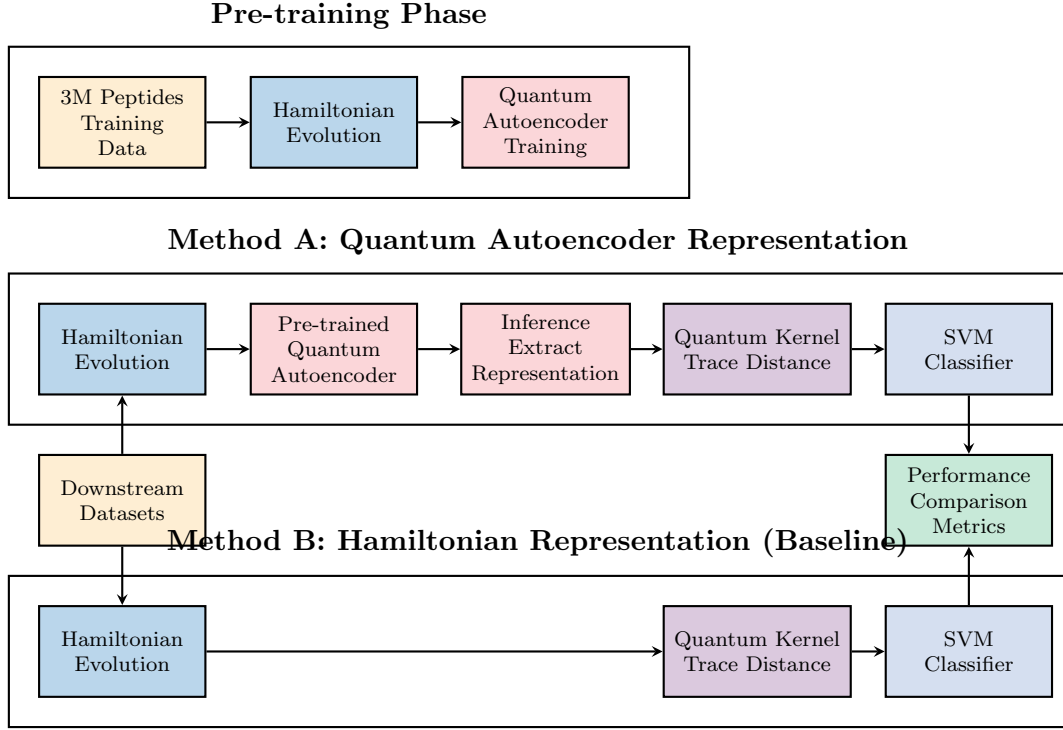 Pre-training Phase
3M Peptides
Training
Data
Hamiltonian
Evolution
Quantum
Autoencoder
Training
Method A: Quantum Autoencoder Representation
Hamiltonian
Evolution
Pre-trained
Quantum
Autoencoder
Inference
Extract
Representation
Quantum Kernel
Trace Distance
SVM
Classifier
Downstream
Datasets
Performance
Comparison
Metrics
Method B: Hamiltonian Representation (Baseline)
Hamiltonian
Evolution
Quantum Kernel
Trace Distance
SVM
Classifier